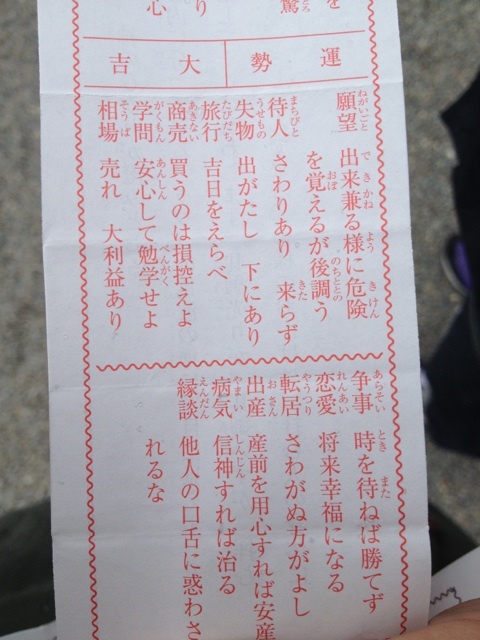 を
驚
り
心
運勢
大吉
願望 出来兼る様に危険
を覚えるが後調う
待人 さわりあり 来らず
失物 出がたし 下にあり
旅行 吉日をえらべ
商売 買うのは損控えよ
学問 安心して勉学せよ
相場 売れ 大利益あり
争事 時を待ねば勝てず
恋愛 将来幸福になる
転居 さわがぬ方がよし
出産 産前を用心すれば安産
病気 信神すれば治る
縁談 他人の口舌に惑わさ
れるな